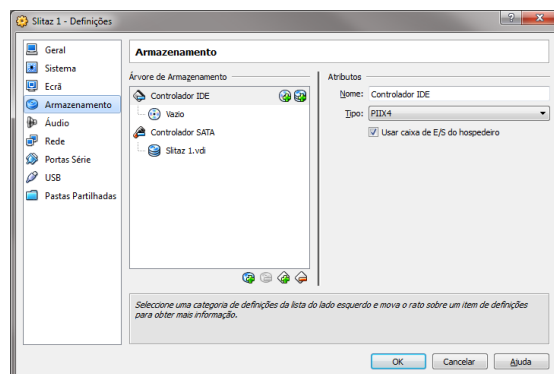 Slitaz 1 - Definições
Geral
Sistema
Ecrã
Armazenamento
Áudio
Rede
Portas Série
USB
Pastas Partilhadas
Armazenamento
Árvore de Armazenamento
Controlador IDE
Vazio
Controlador SATA
Slitaz 1.vdi
Atributos
Nome: Controlador IDE
Tipo: PIIX4
Usar caixa de E/S do hospedeiro
Seleccione uma categoria de definições da lista do lado esquerdo e mova o rato sobre um item de definições
para obter mais informação.
OK Cancelar Ajuda